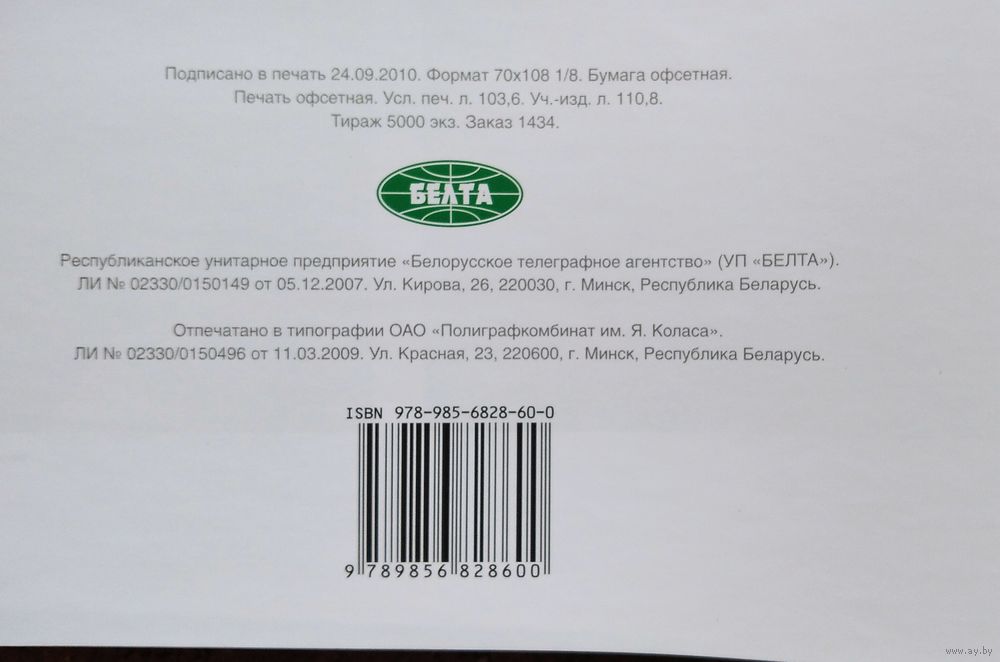 Подписано в печать 24.09.2010. Формат 70х108 1/8. Бумага офсетная.
Печать офсетная. Усл. печ. л. 103,6. Уч.-изд. л. 110,8.
Тираж 5000 экз. Заказ 1434.
БЕЛТА
Республиканское унитарное предприятие «Белорусское телеграфное агентство» (УП «БЕЛТА»).
ЛИ № 02330/0150149 от 05.12.2007. Ул. Кирова, 26, 220030, г. Минск, Республика Беларусь.
Отпечатано в типографии ОАО «Полиграфкомбинат им. Я. Коласа».
ЛИ № 02330/0150496 от 11.03.2009. Ул. Красная, 23, 220600, г. Минск, Республика Беларусь.
ISBN 978-985-6828-60-0
9 789856 828600
www.ay.by